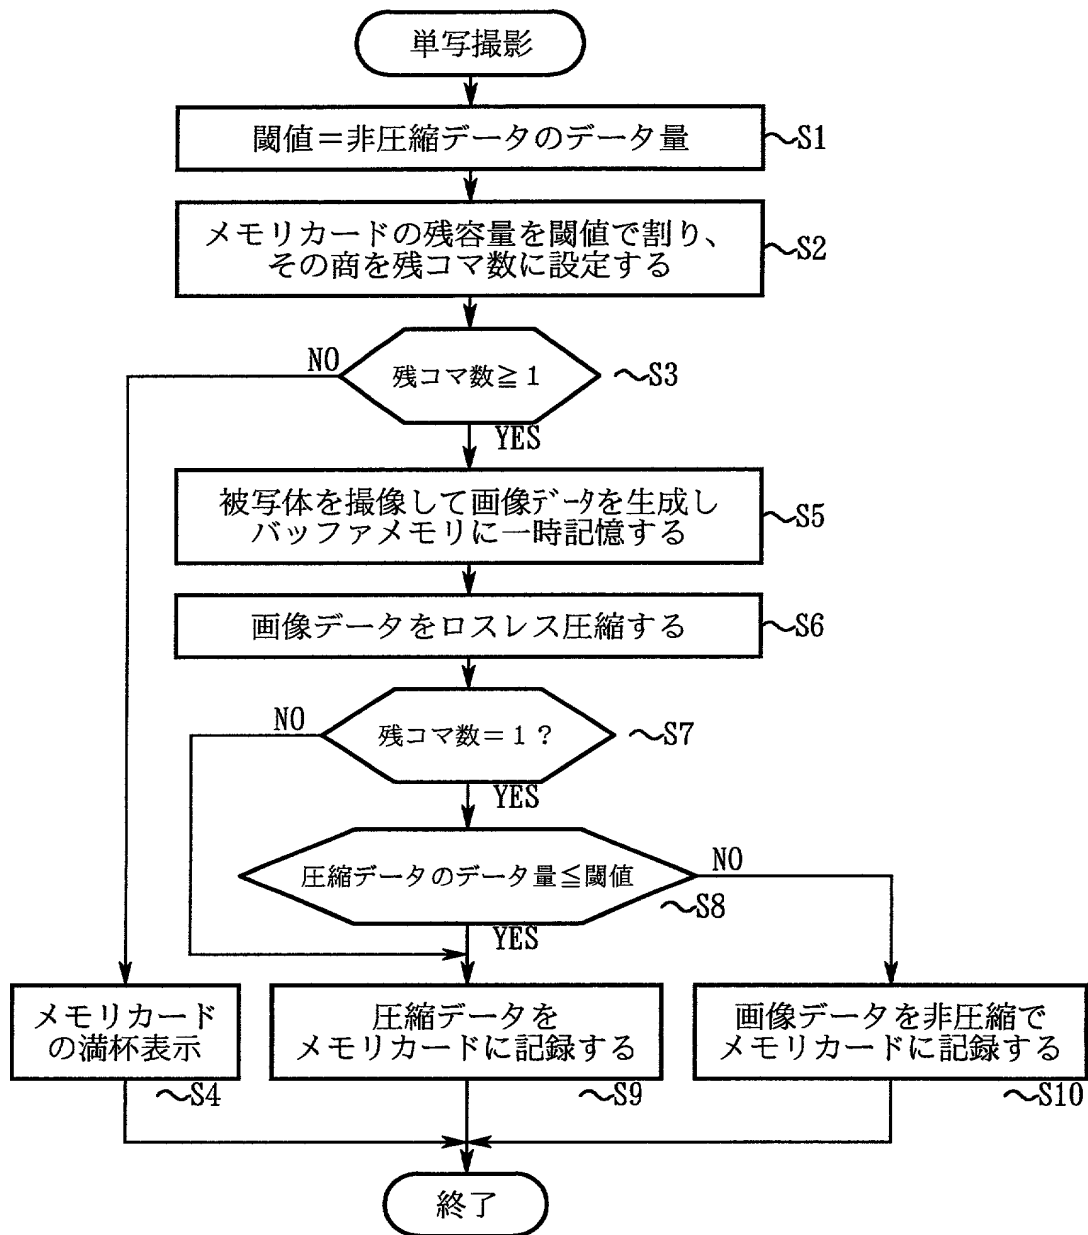 単写撮影
閾値＝非圧縮データのデータ量
～S1
メモリカードの残容量を閾値で割り、
その商を残コマ数に設定する
～S2
NO
残コマ数≧１
～S3
YES
被写体を撮像して画像ﾃﾞｰﾀを生成し
バッファメモリに一時記憶する
～S5
画像データをロスレス圧縮する
～S6
NO
残コマ数＝１？
～S7
YES
圧縮データのデータ量≦閾値
NO
～S8
YES
メモリカード
の満杯表示
～S4
圧縮データを
メモリカードに記録する
～S9
画像データを非圧縮で
メモリカードに記録する
～S10
終了